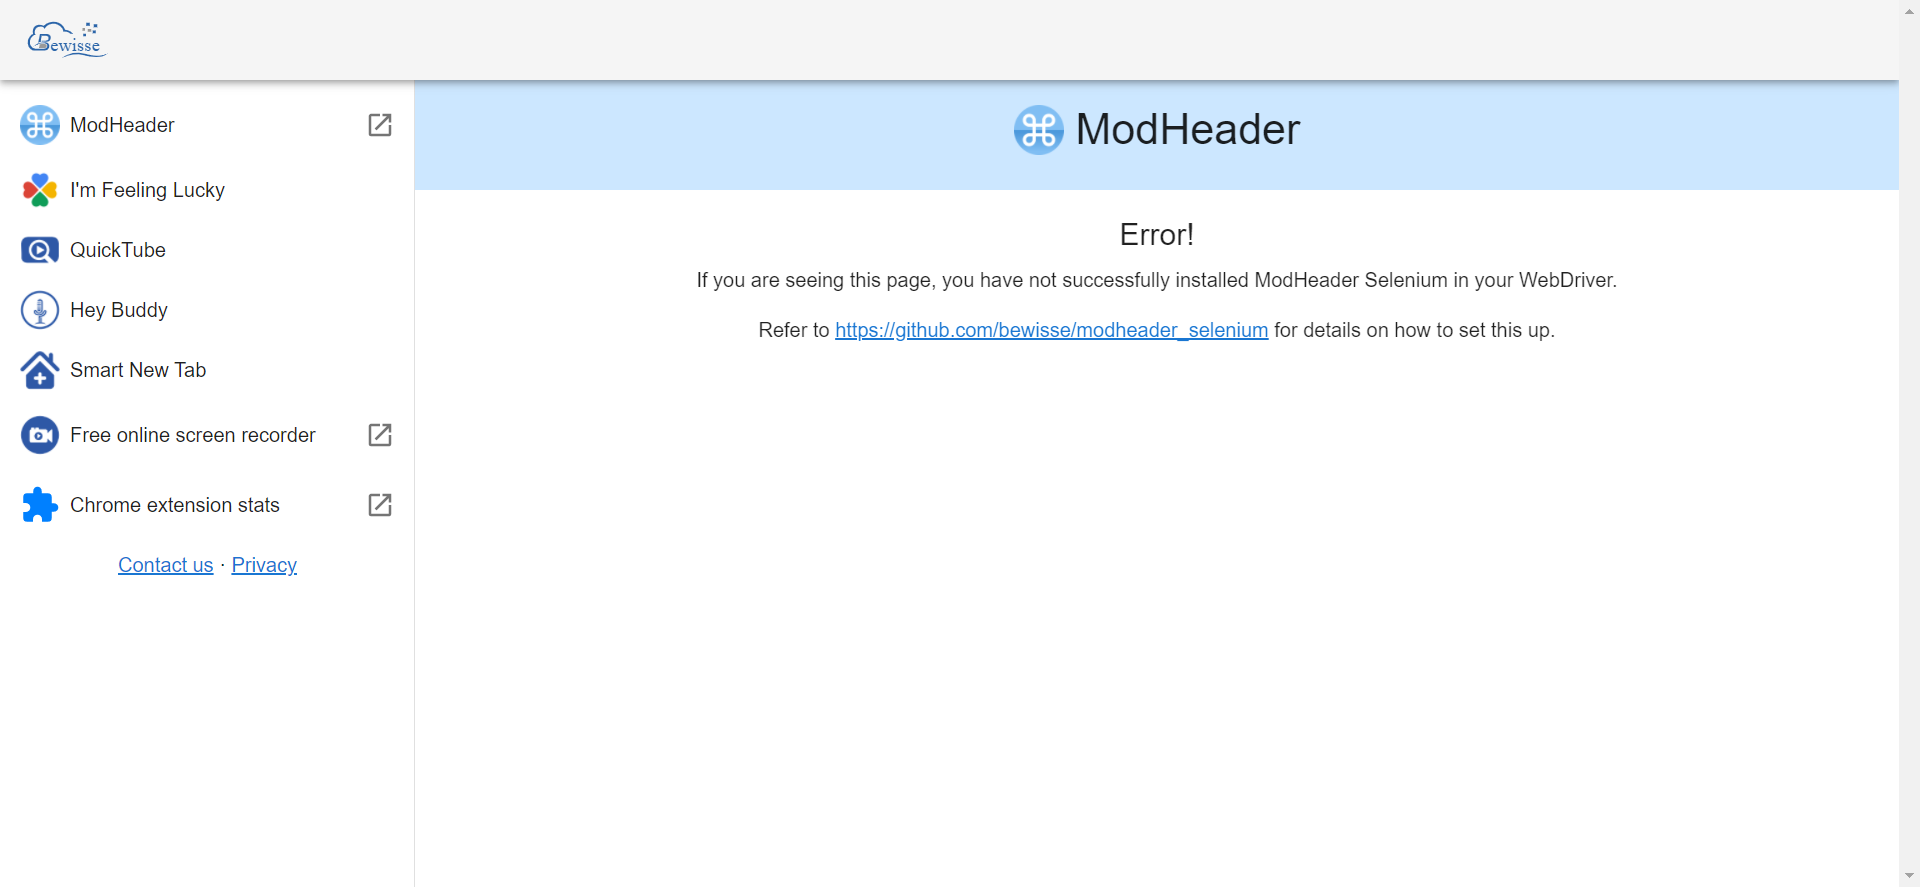 Bewisse
ModHeader
I'm Feeling Lucky
QuickTube
Hey Buddy
Smart New Tab
Free online screen recorder
Chrome extension stats
Contact us · Privacy
ModHeader
Error!
If you are seeing this page, you have not successfully installed ModHeader Selenium in your WebDriver.
Refer to https://github.com/bewisse/modheader_selenium for details on how to set this up.